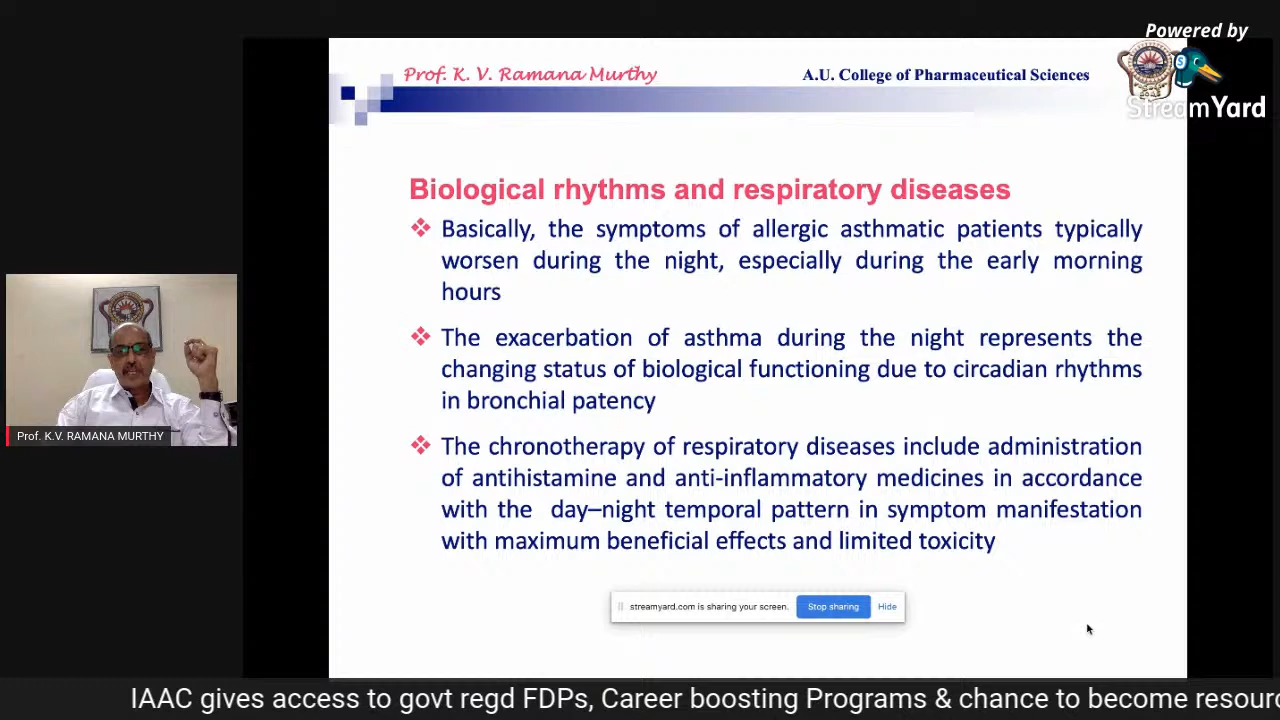 Powered by
StreamYard
Prof. K. V. Ramana Murthy
A.U. College of Pharmaceutical Sciences
Biological rhythms and respiratory diseases
Basically, the symptoms of allergic asthmatic patients typically
worsen during the night, especially during the early morning
hours
The exacerbation of asthma during the night represents the
changing status of biological functioning due to circadian rhythms
in bronchial patency
The chronotherapy of respiratory diseases include administration
of antihistamine and anti-inflammatory medicines in accordance
with the day–night temporal pattern in symptom manifestation
with maximum beneficial effects and limited toxicity
Prof. K.V. RAMANA MURTHY
streamyard.com is sharing your screen.
Stop sharing
Hide
IAAC gives access to govt regd FDPs, Career boosting Programs & chance to become resour